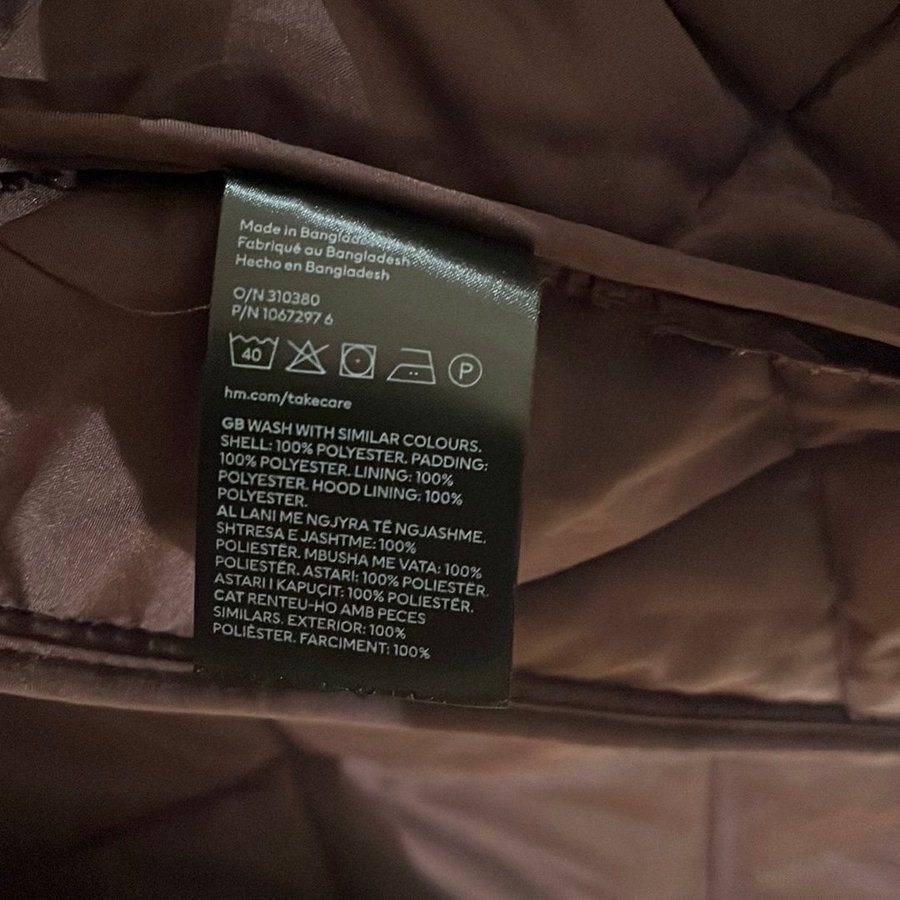 Made in Bangladesh
Fabriqué au Bangladesh
Hecho en Bangladesh
O/N 310380
P/N 1067297 6
40 P
hm.com/takecare
GB WASH WITH SIMILAR COLOURS.
SHELL: 100% POLYESTER. PADDING:
100% POLYESTER. LINING: 100%
POLYESTER. HOOD LINING: 100%
POLYESTER.
AL LANI ME NGJYRA TË NGJASHME.
SHTRESA E JASHTME: 100%
POLIESTËR. MBUSHA ME VATA: 100%
POLIESTËR. ASTARI: 100% POLIESTËR.
ASTARI I KAPUÇIT: 100% POLIESTËR.
CAT RENTEU-HO AMB PECES
SIMILARS. EXTERIOR: 100%
POLIÈSTER. FARCIMENT: 100%